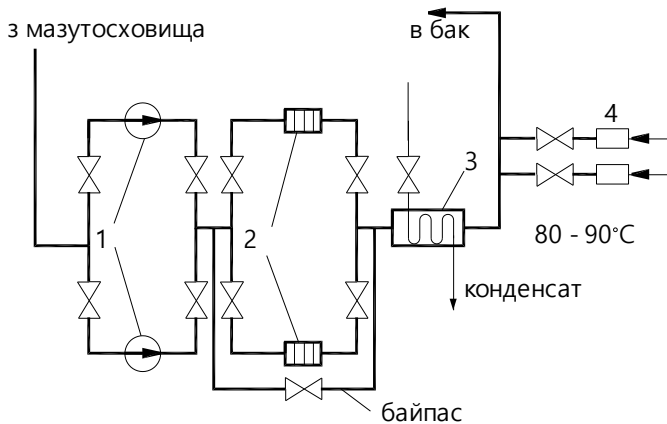 з мазутосховища
в бак
4
3
1
2
80 - 90°C
конденсат
байпас